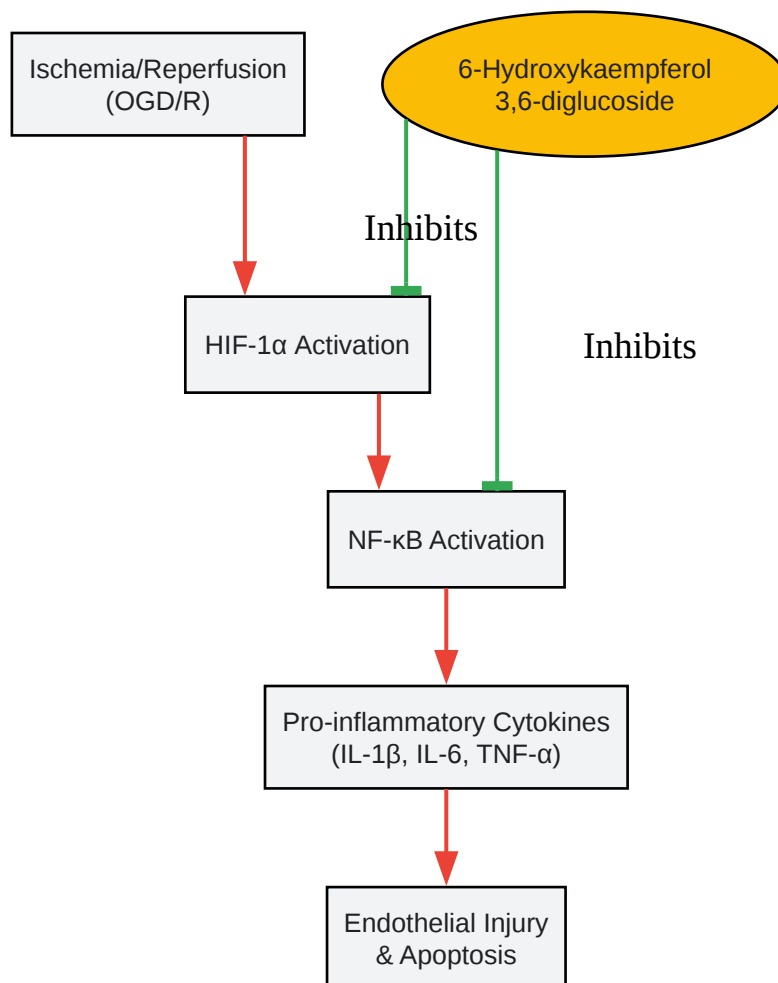 Ischemia/Reperfusion
(OGD/R)
6-Hydroxykaempferol
3,6-diglucoside
Inhibits
HIF-1α Activation
Inhibits
NF-κB Activation
Pro-inflammatory Cytokines
(IL-1β, IL-6, TNF-α)
Endothelial Injury
& Apoptosis